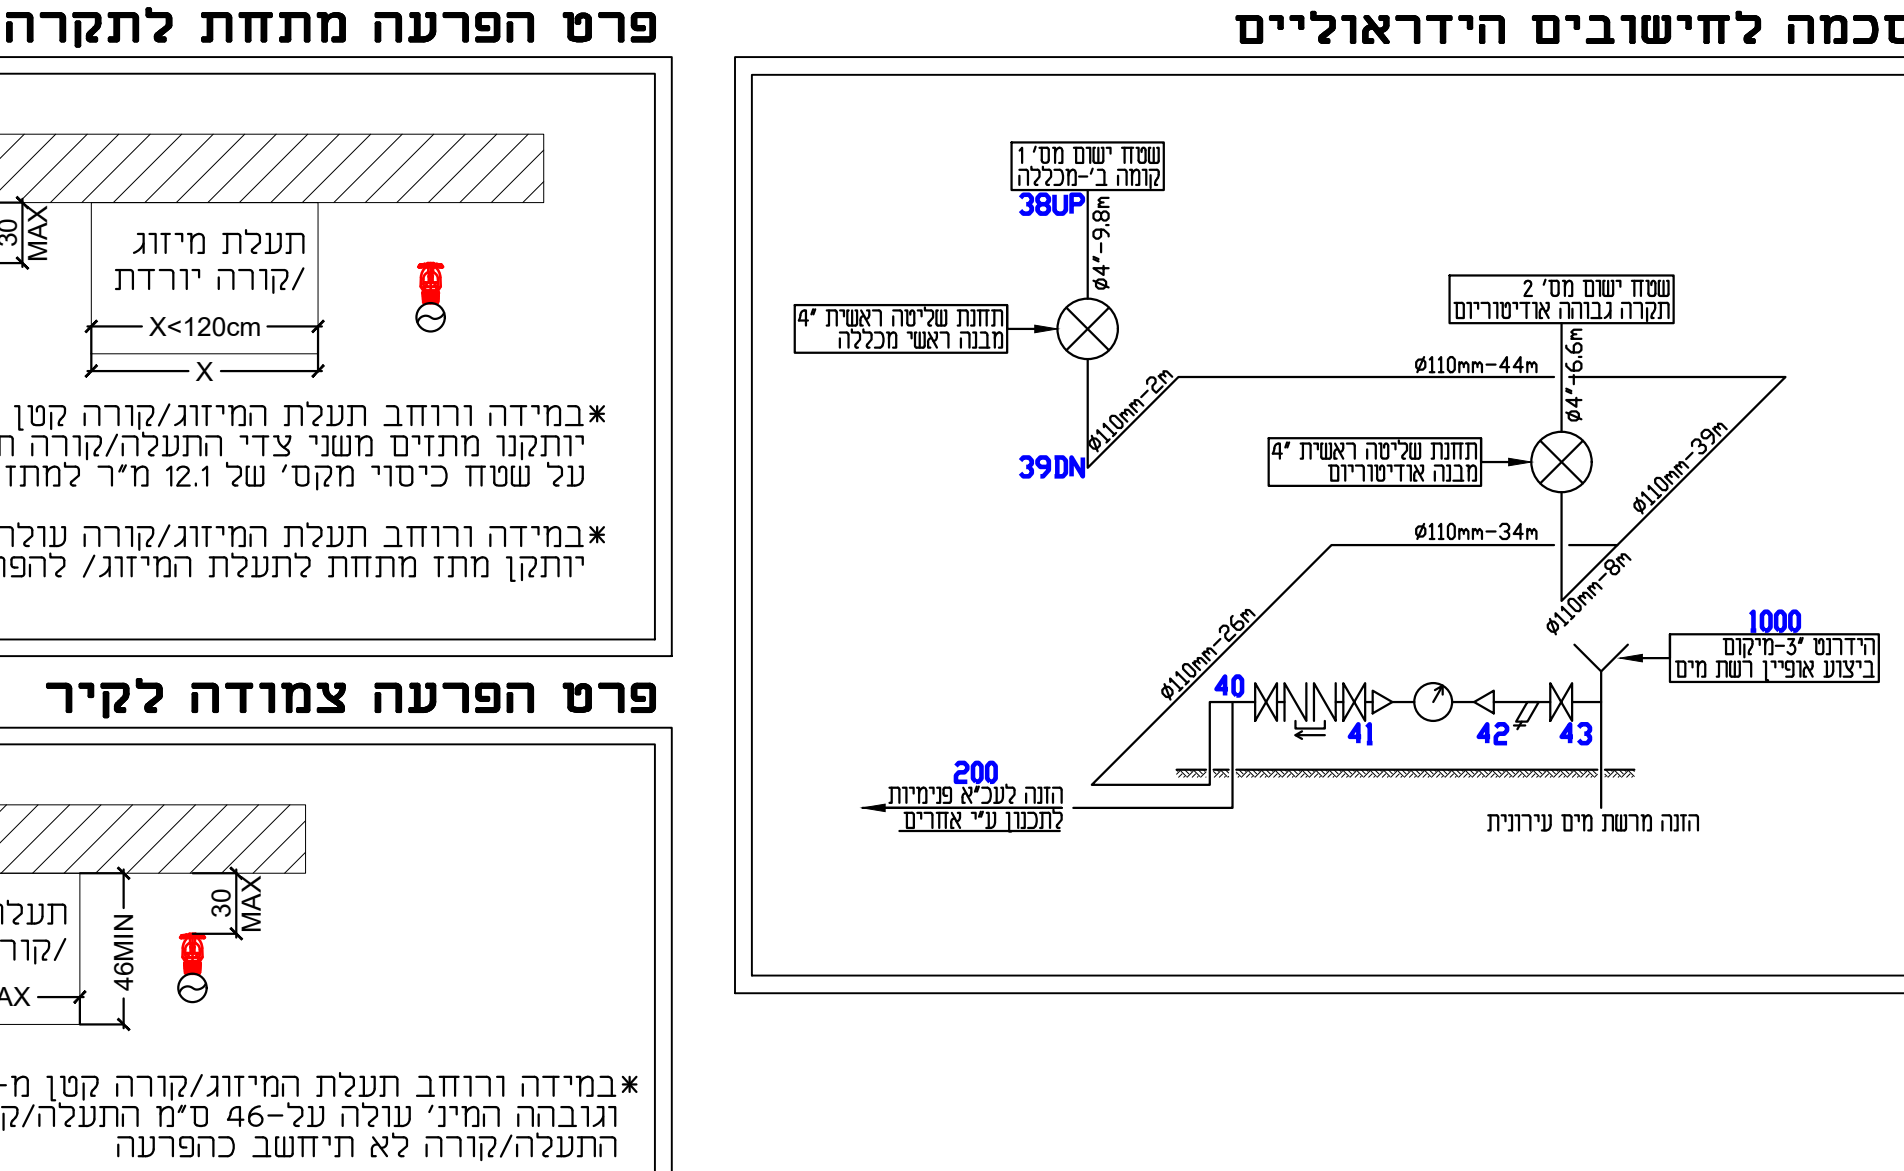 סכמה לחישובים הידראוליים
שטח ישום מס' 1
קומה ב'-מכללה
38UP
ø4"-9.8m
תחנת שליטה ראשית 4"
מבנה ראשי מכללה
39DN
ø110mm-2m
ø110mm-44m
שטח ישום מס' 2
תקרה גבוהה אודיטוריום
ø4"-6.6m
תחנת שליטה ראשית 4"
מבנה אודיטוריום
ø110mm-39m
ø110mm-34m
ø110mm-8m
ø110mm-26m
1000
הידרנט 3"-מיקום
ביצוע אופיין רשת מים
40
41
42
43
200
הזנה לעכ"א פנימיות
לתכנון ע"י אחרים
הזנה מרשת מים עירונית
פרט הפרעה מתחת לתקרה
30
MAX
תעלת מיזוג
/קורה יורדת
X<120cm
X
*במידה ורוחב תעלת המיזוג/קורה קטן
יותקנו מתזים משני צדי התעלה/קורה
על שטח כיסוי מקס' של 12.1 מ"ר למתז
*במידה ורוחב תעלת המיזוג/קורה
יותקן מתז מתחת לתעלת המיזוג/
פרט הפרעה צמודה לקיר
30
MAX
46MIN
*במידה ורוחב תעלת המיזוג/קורה קטן מ-
וגובהה המינ' עולה על-46 ס"מ
התעלה/קורה לא תיחשב כהפרעה